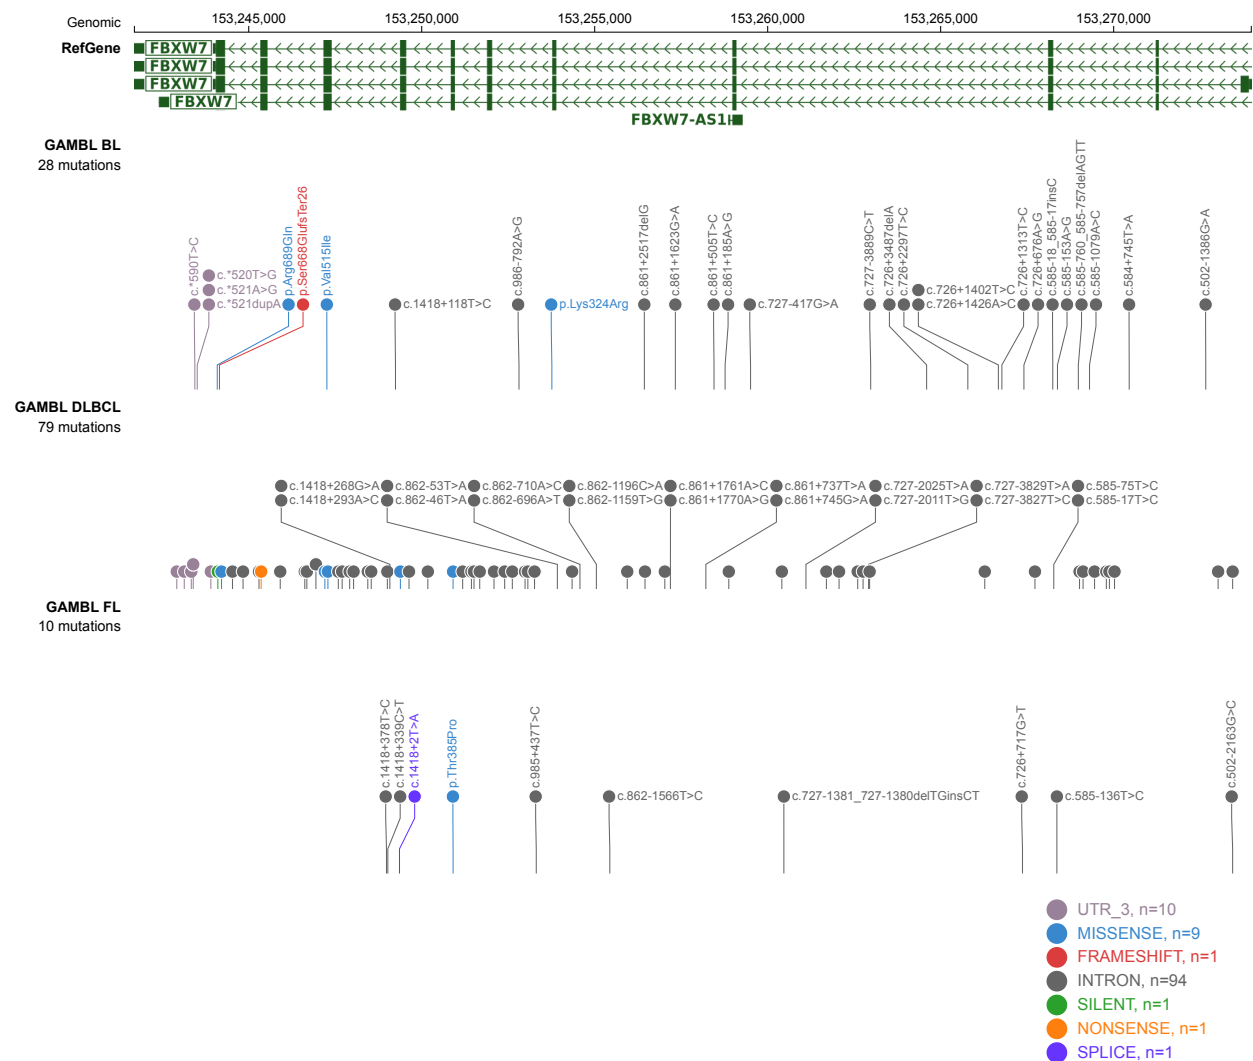 Genomic
153,245,000
153,250,000
153,255,000
153,260,000
153,265,000
153,270,000
RefGene
FBXW7
FBXW7
FBXW7
FBXW7
FBXW7-AS1
GAMBL BL
28 mutations
c.*590T>C
c.*520T>G
c.*521A>G
c.*521dupA
p.Arg689Gln
p.Ser668GlufsTer26
p.Val515Ile
c.1418+118T>C
c.986-792A>G
p.Lys324Arg
c.861+2517delG
c.861+1623G>A
c.861+505T>C
c.861+185A>G
c.727-417G>A
c.727-3889C>T
c.726+3487delA
c.726+2297T>C
c.726+1402T>C
c.726+1426A>C
c.726+1313T>C
c.726+676A>G
c.585-18_585-17insC
c.585-153A>G
c.585-760_585-757delAGTT
c.585-1079A>C
c.584+745T>A
c.502-1386G>A
GAMBL DLBCL
79 mutations
c.1418+268G>A
c.862-53T>A
c.862-710A>C
c.862-1196C>A
c.861+1761A>C
c.861+737T>A
c.727-2025T>A
c.727-3829T>A
c.585-75T>C
c.1418+293A>C
c.862-46T>A
c.862-696A>T
c.862-1159T>G
c.861+1770A>G
c.861+745G>A
c.727-2011T>G
c.727-3827T>C
c.585-17T>C
GAMBL FL
10 mutations
c.1418+378T>C
c.1418+339C>T
c.1418+2T>A
p.Thr385Pro
c.985+437T>C
c.862-1566T>C
c.727-1381_727-1380delTGinsCT
c.726+717G>T
c.585-136T>C
c.502-2163G>C
UTR_3, n=10
MISSENSE, n=9
FRAMESHIFT, n=1
INTRON, n=94
SILENT, n=1
NONSENSE, n=1
SPLICE, n=1